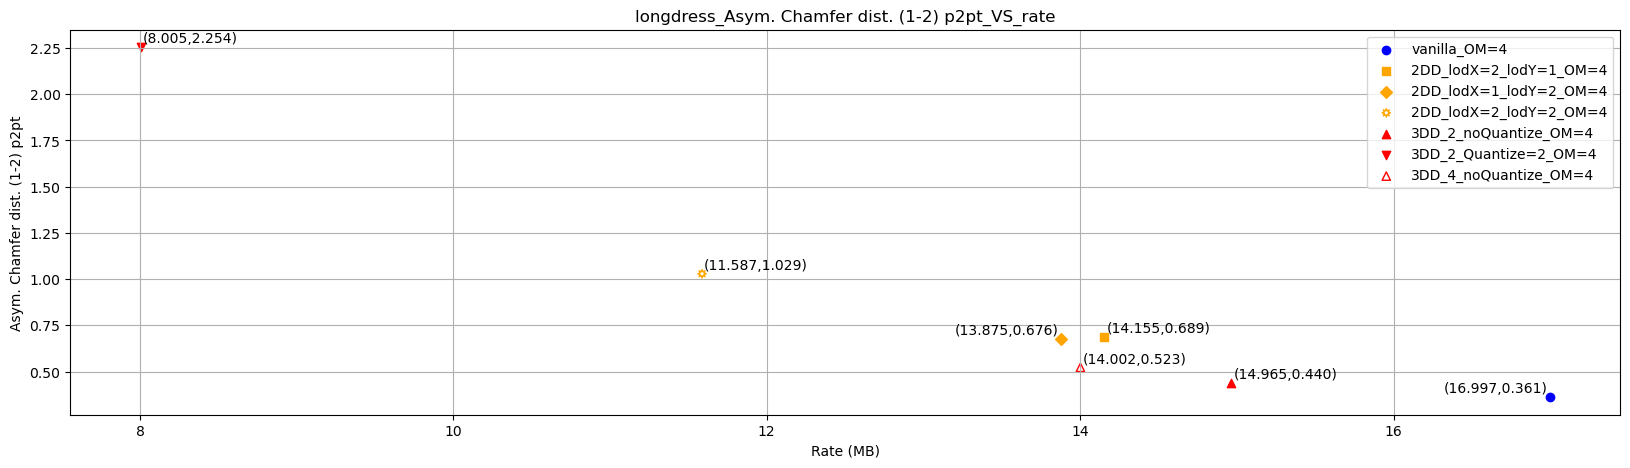 longdress_Asym. Chamfer dist. (1-2) p2pt_VS_rate
(8.005,2.254)
(11.587,1.029)
(13.875,0.676)
(14.155,0.689)
(14.002,0.523)
(14.965,0.440)
(16.997,0.361)
vanilla_OM=4
2DD_lodX=2_lodY=1_OM=4
2DD_lodX=1_lodY=2_OM=4
2DD_lodX=2_lodY=2_OM=4
3DD_2_noQuantize_OM=4
3DD_2_Quantize=2_OM=4
3DD_4_noQuantize_OM=4
2.25
2.00
1.75
1.50
1.25
1.00
0.75
0.50
Asym. Chamfer dist. (1-2) p2pt
8
10
12
14
16
Rate (MB)